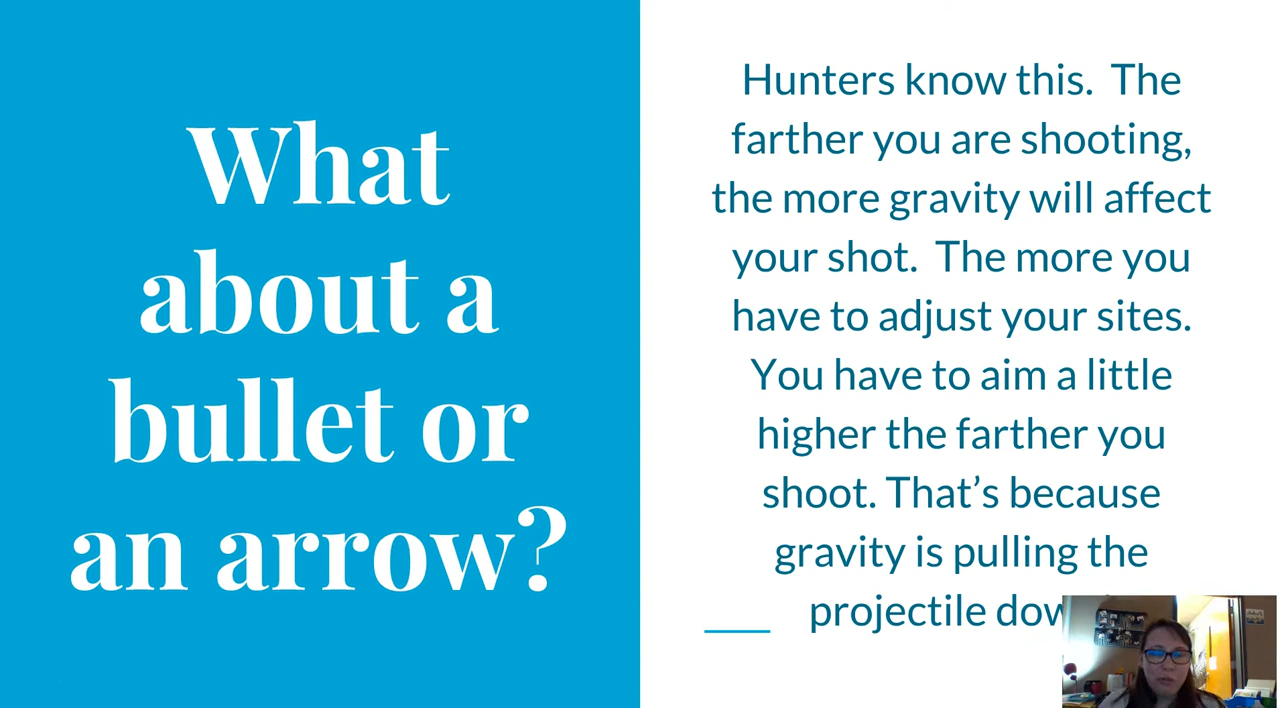 What
about a
bullet or
an arrow?
Hunters know this. The
farther you are shooting,
the more gravity will affect
your shot. The more you
have to adjust your sites.
You have to aim a little
higher the farther you
shoot. That’s because
gravity is pulling the
projectile